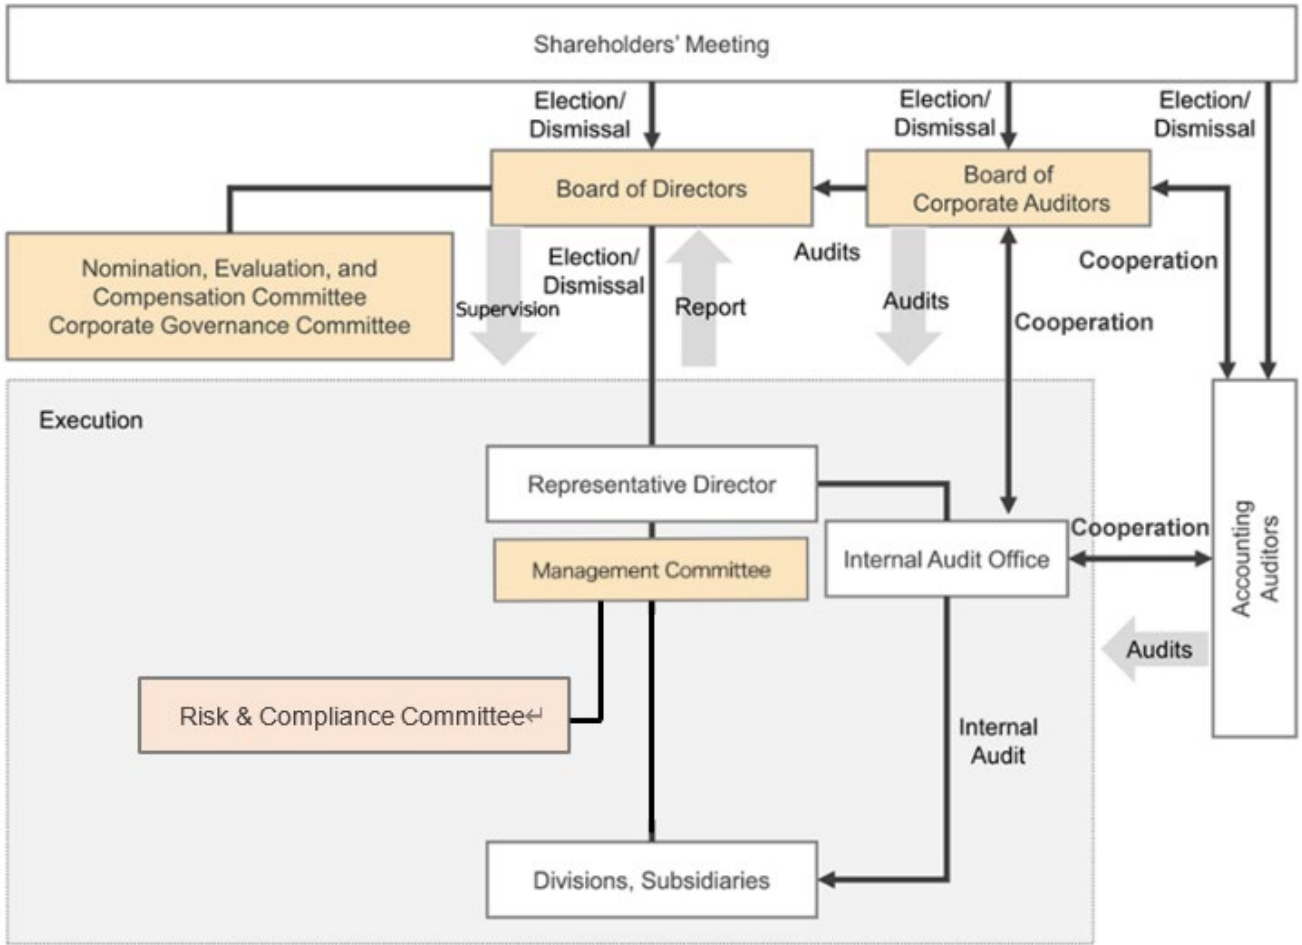 Shareholders' Meeting
Election/
Dismissal
Election/
Dismissal
Election/
Dismissal
Board of Directors
Board of
Corporate Auditors
Nomination, Evaluation, and
Compensation Committee
Corporate Governance Committee
Supervision
Election/
Dismissal
Report
Audits
Audits
Cooperation
Cooperation
Execution
Representative Director
Management Committee
Internal Audit Office
Cooperation
Accounting
Auditors
Audits
Risk & Compliance Committee↵
Internal
Audit
Divisions, Subsidiaries